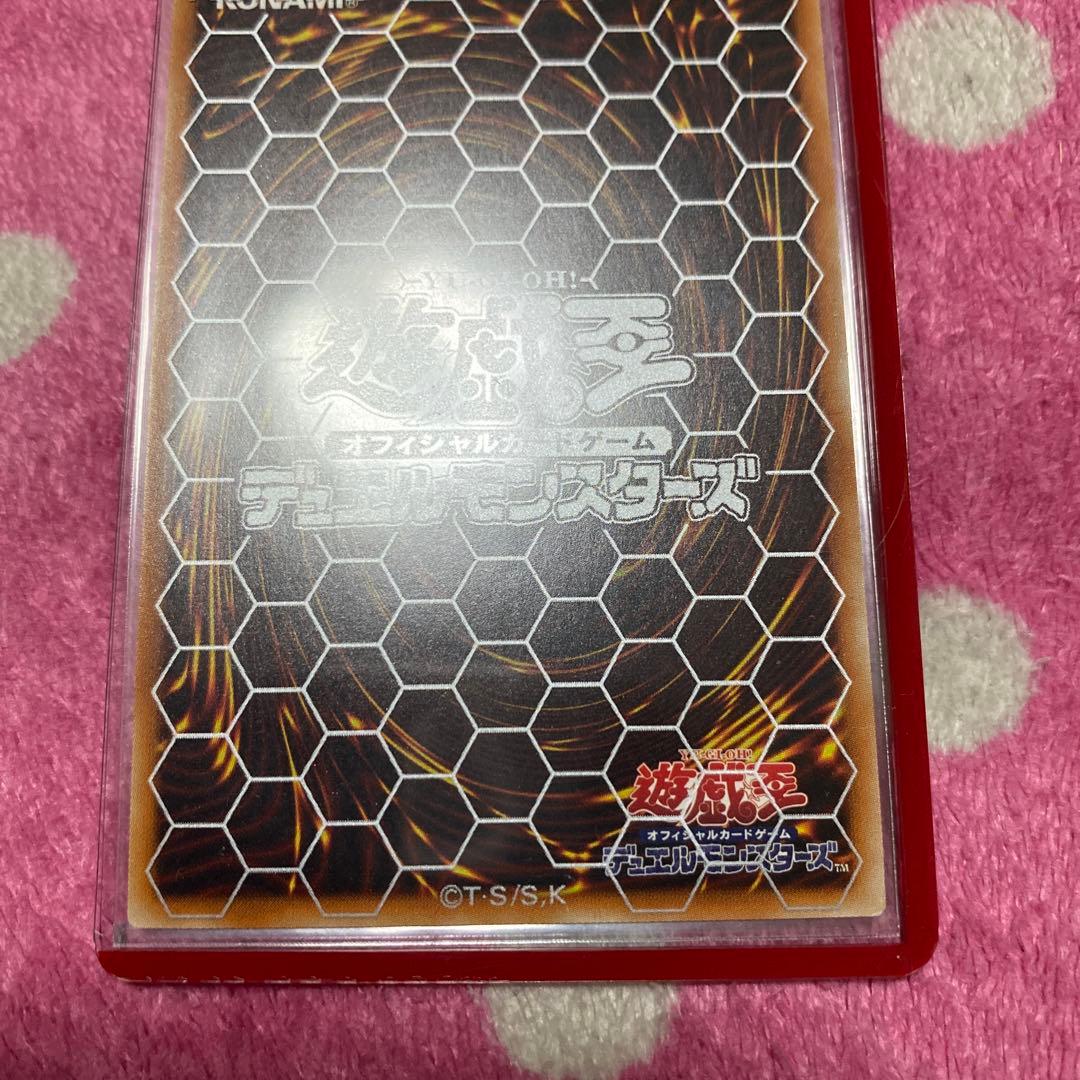 KONAMI®
YU-GI-OH!
遊戯王
オフィシャルカードゲーム
デュエルモンスターズ
YU-GI-OH!
遊戯王
オフィシャルカードゲーム
デュエルモンスターズ™
©T·S/S,K